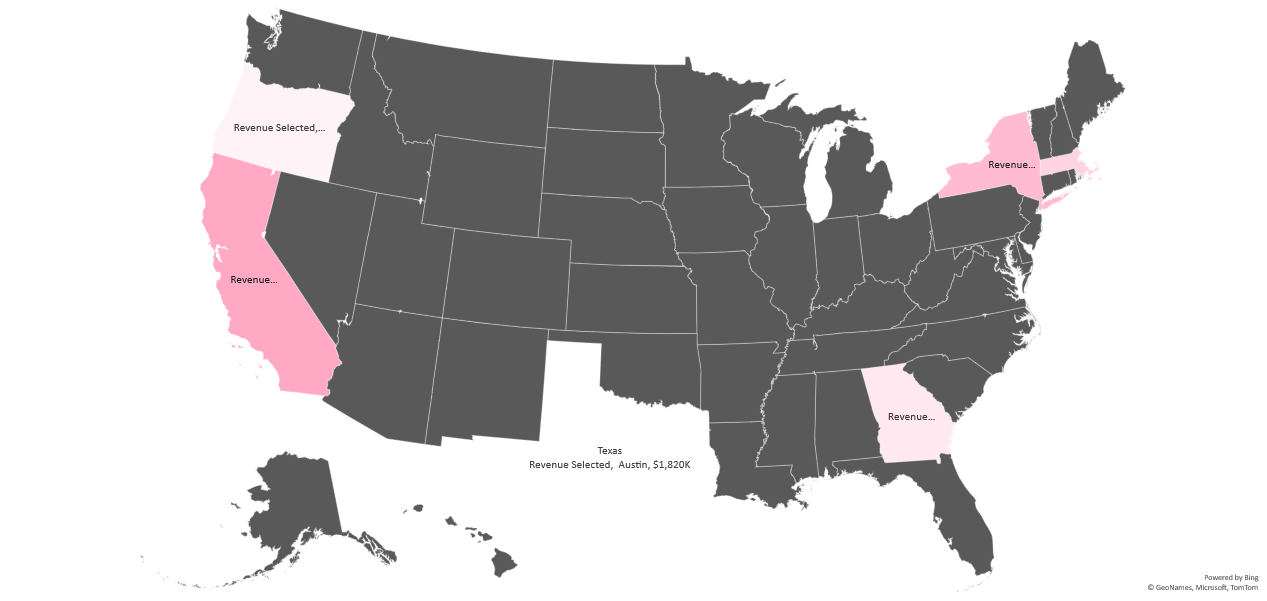 Revenue Selected,...
Revenue...
Revenue...
Revenue...
Texas
Revenue Selected,  Austin, $1,820K
Powered by Bing
© GeoNames, Microsoft, TomTom